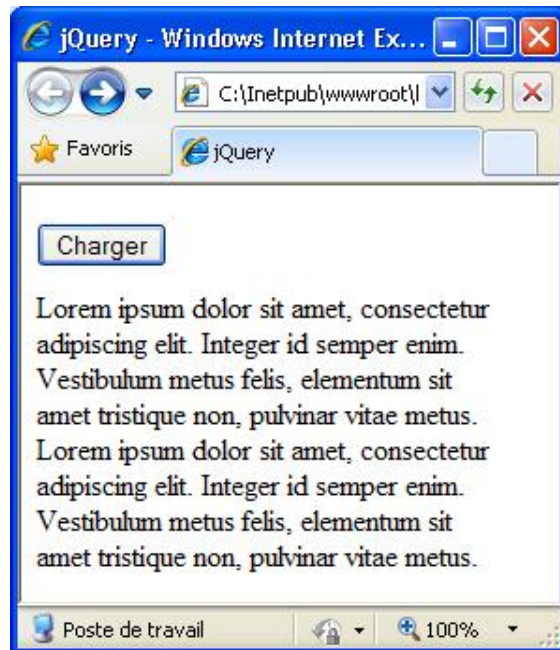 jQuery - Windows Internet Ex...
C:\Inetpub\wwwroot\l
Favoris
jQuery
Charger
Lorem ipsum dolor sit amet, consectetur
adipiscing elit. Integer id semper enim.
Vestibulum metus felis, elementum sit
amet tristique non, pulvinar vitae metus.
Lorem ipsum dolor sit amet, consectetur
adipiscing elit. Integer id semper enim.
Vestibulum metus felis, elementum sit
amet tristique non, pulvinar vitae metus.
Poste de travail 100%